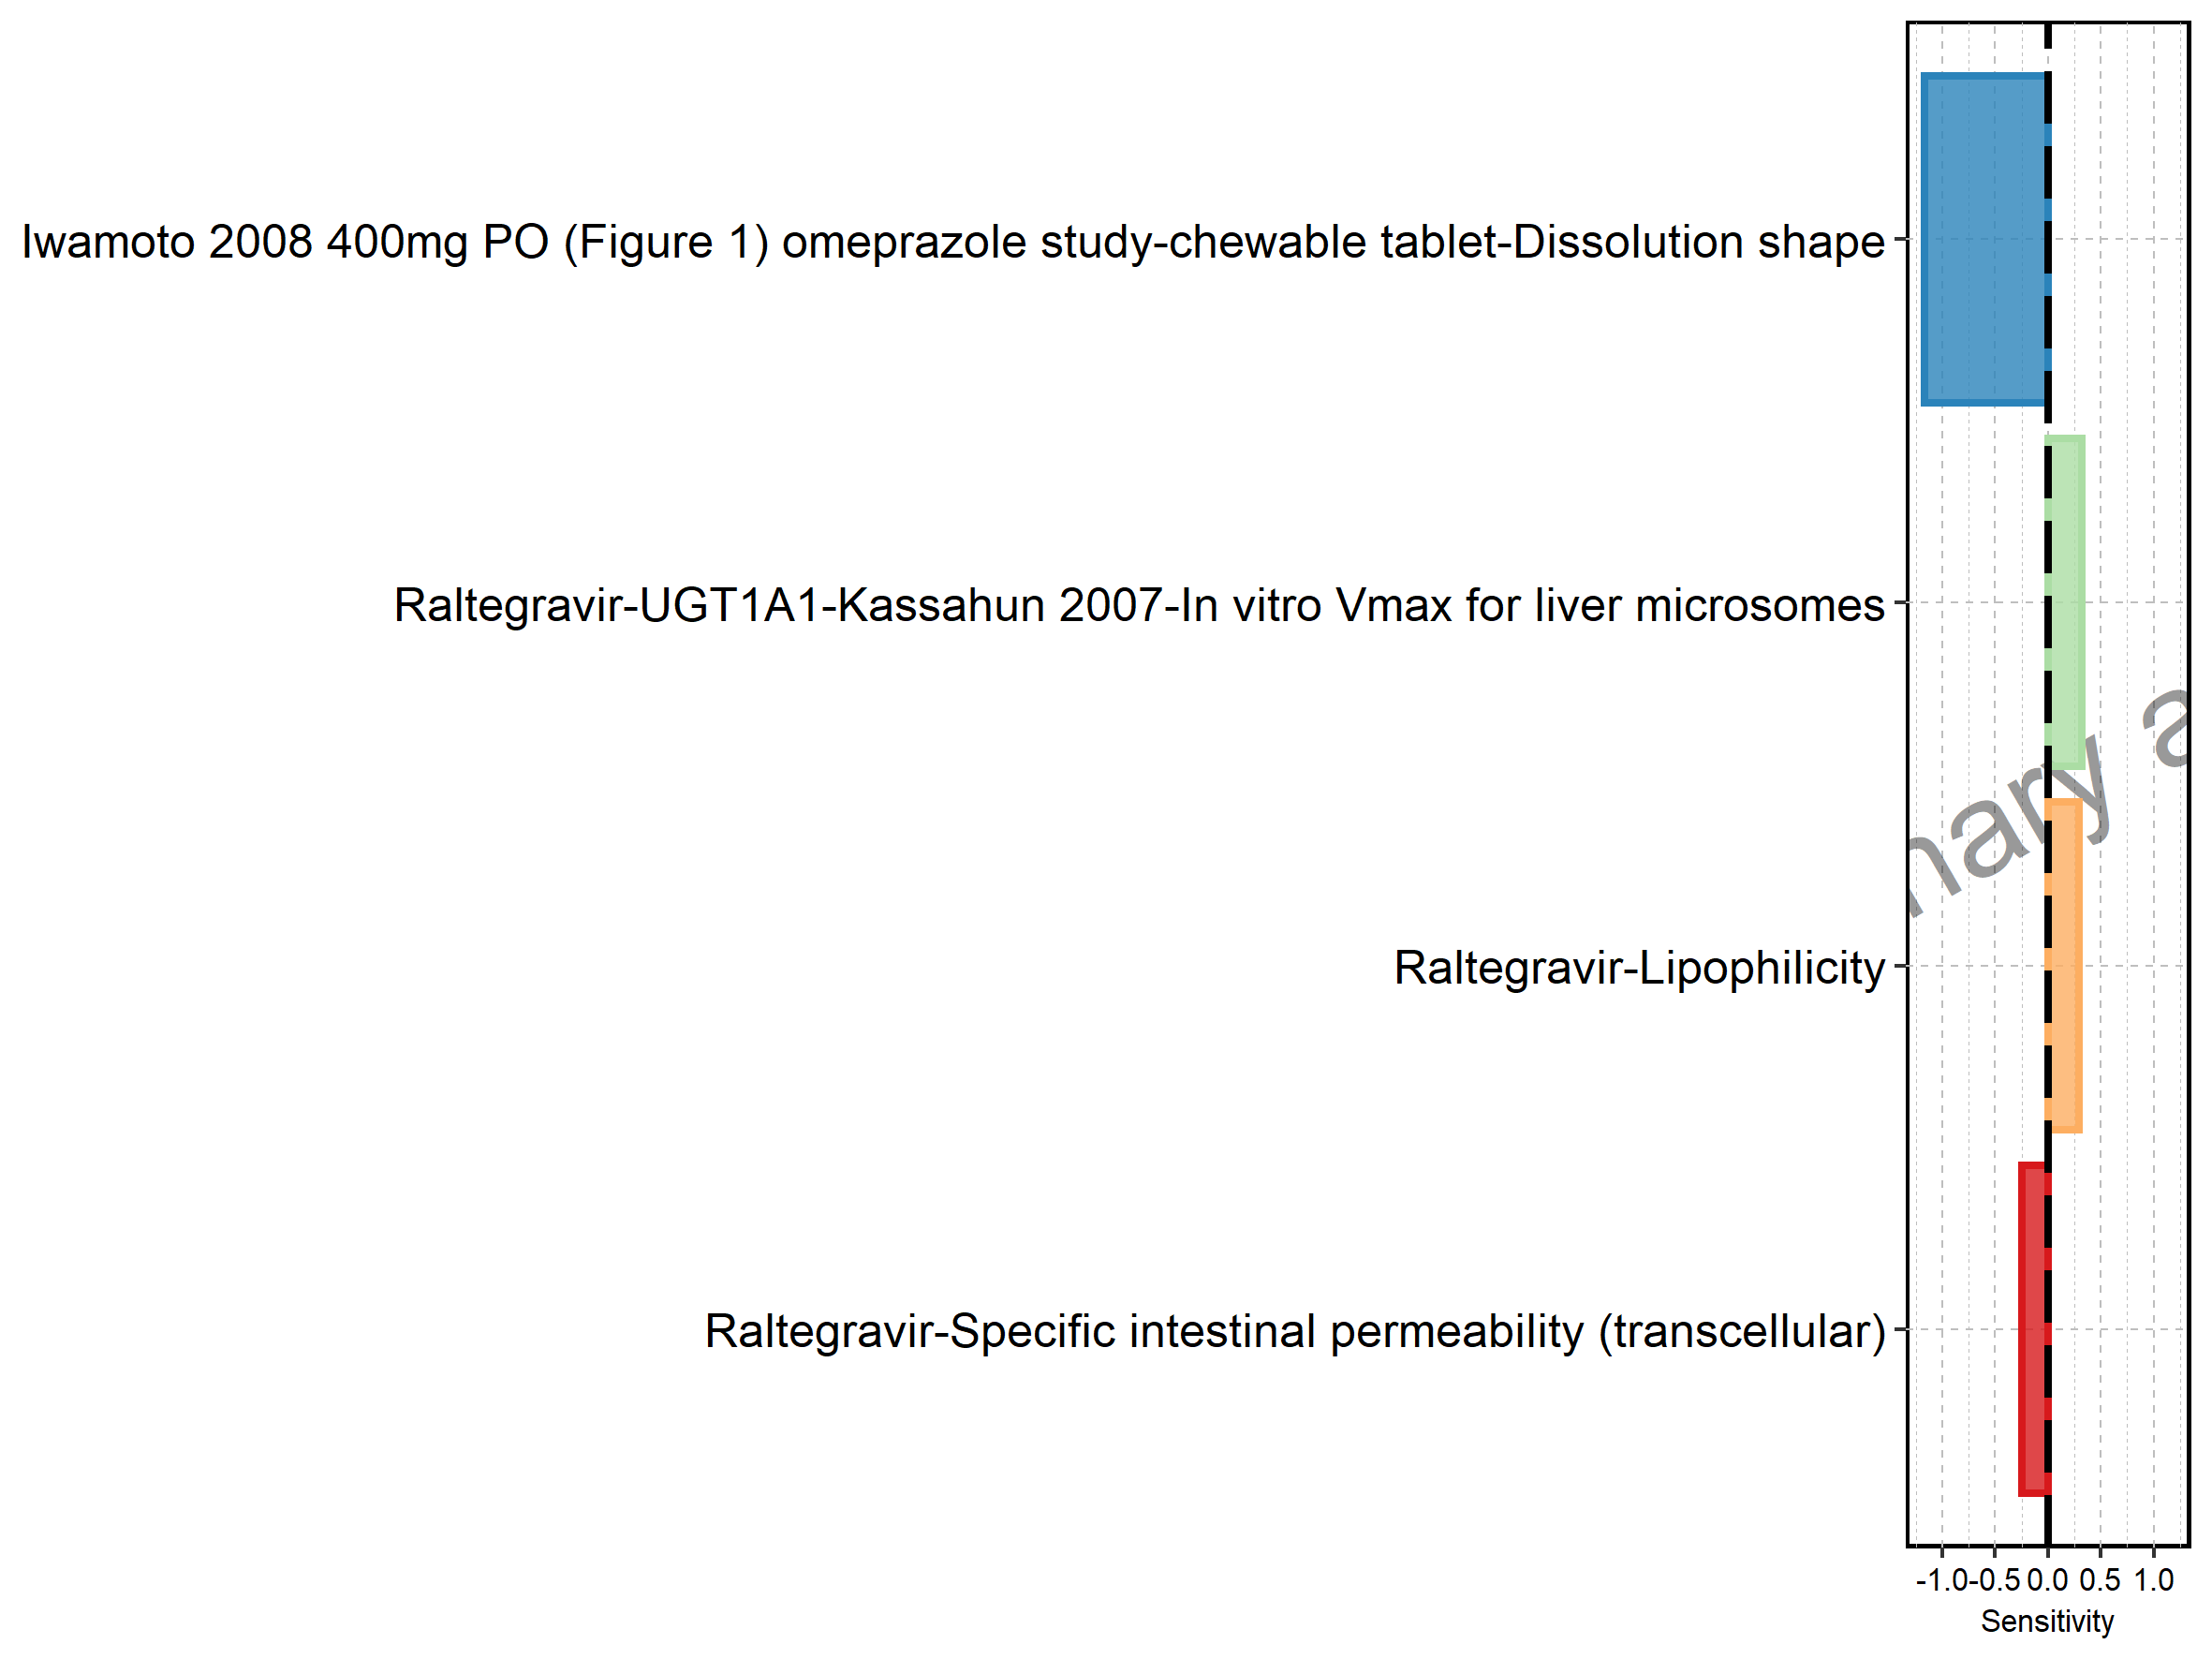 Iwamoto 2008 400mg PO (Figure 1) omeprazole study-chewable tablet-Dissolution shape
Raltegravir-UGT1A1-Kassahun 2007-In vitro Vmax for liver microsomes
Raltegravir-Lipophilicity
Raltegravir-Specific intestinal permeability (transcellular)
-1.0 -0.5 0.0 0.5 1.0
Sensitivity